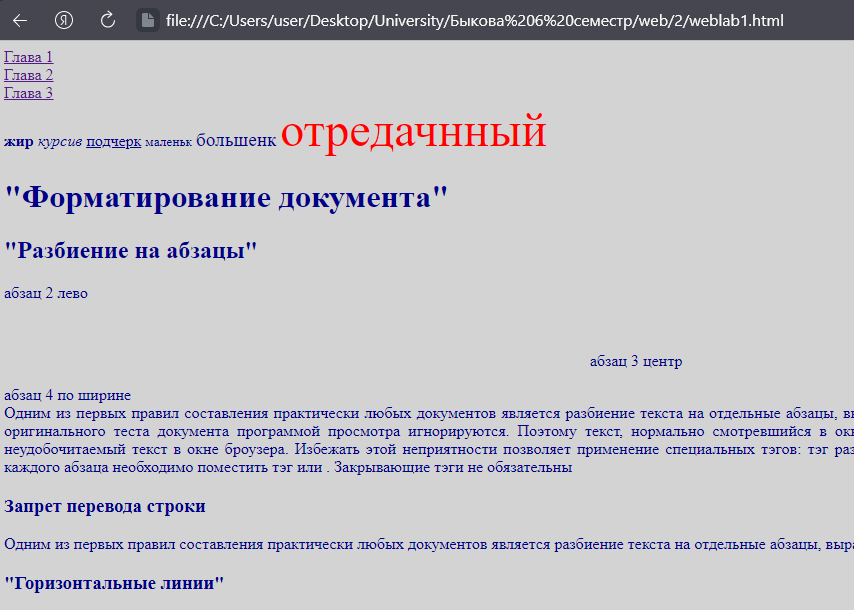 Я file:///C:/Users/user/Desktop/University/Быкова%206%20семестр/web/2/weblab1.html
Глава 1
Глава 2
Глава 3
жир курсив подчерк маленьк большенк отредачнный
"Форматирование документа"
"Разбиение на абзацы"
абзац 2 лево
абзац 3 центр
абзац 4 по ширине
Одним из первых правил составления практически любых документов является разбиение текста на отдельные абзацы,
оригинального теста документа программой просмотра игнорируются. Поэтому текст, нормально смотревшийся в
неудобочитаемый текст в окне броузера. Избежать этой неприятности позволяет применение специальных тэгов: тэг
каждого абзаца необходимо поместить тэг или . Закрывающие тэги не обязательны
Запрет перевода строки
Одним из первых правил составления практически любых документов является разбиение текста на отдельные абзацы,
"Горизонтальные линии"